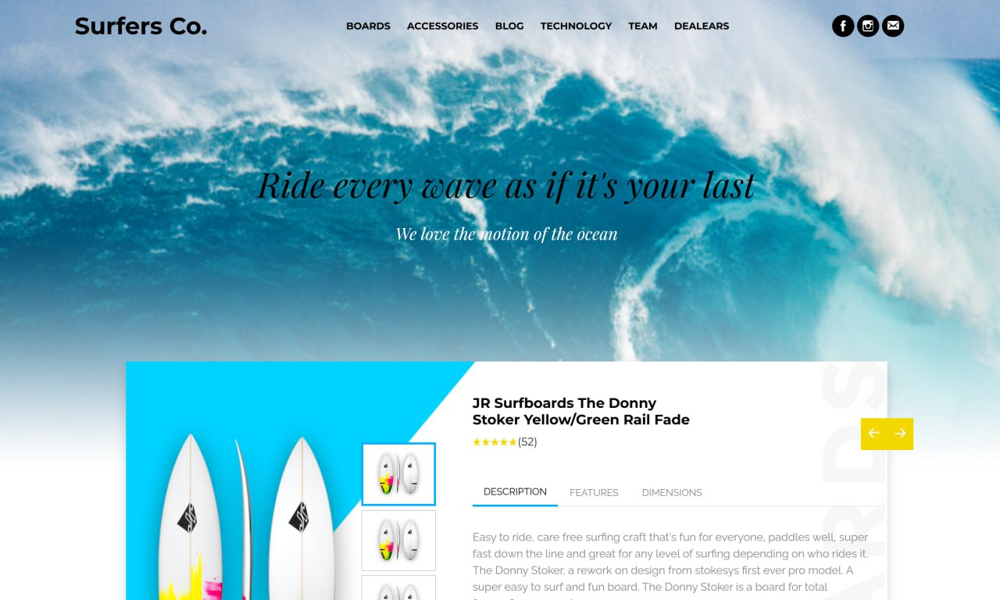 Surfers Co.
BOARDS ACCESSORIES BLOG TECHNOLOGY TEAM DEALEARS
Ride every wave as if it's your last
We love the motion of the ocean
JR Surfboards The Donny
Stoker Yellow/Green Rail Fade
★★★★★(52)
DESCRIPTION FEATURES DIMENSIONS
Easy to ride, care free surfing craft that's fun for everyone, paddles well, super
fast down the line and great for any level of surfing depending on who rides it.
The Donny Stoker, a rework on design from stokesys first ever pro model. A
super easy to surf and fun board. The Donny Stoker is a board for total
ARDS